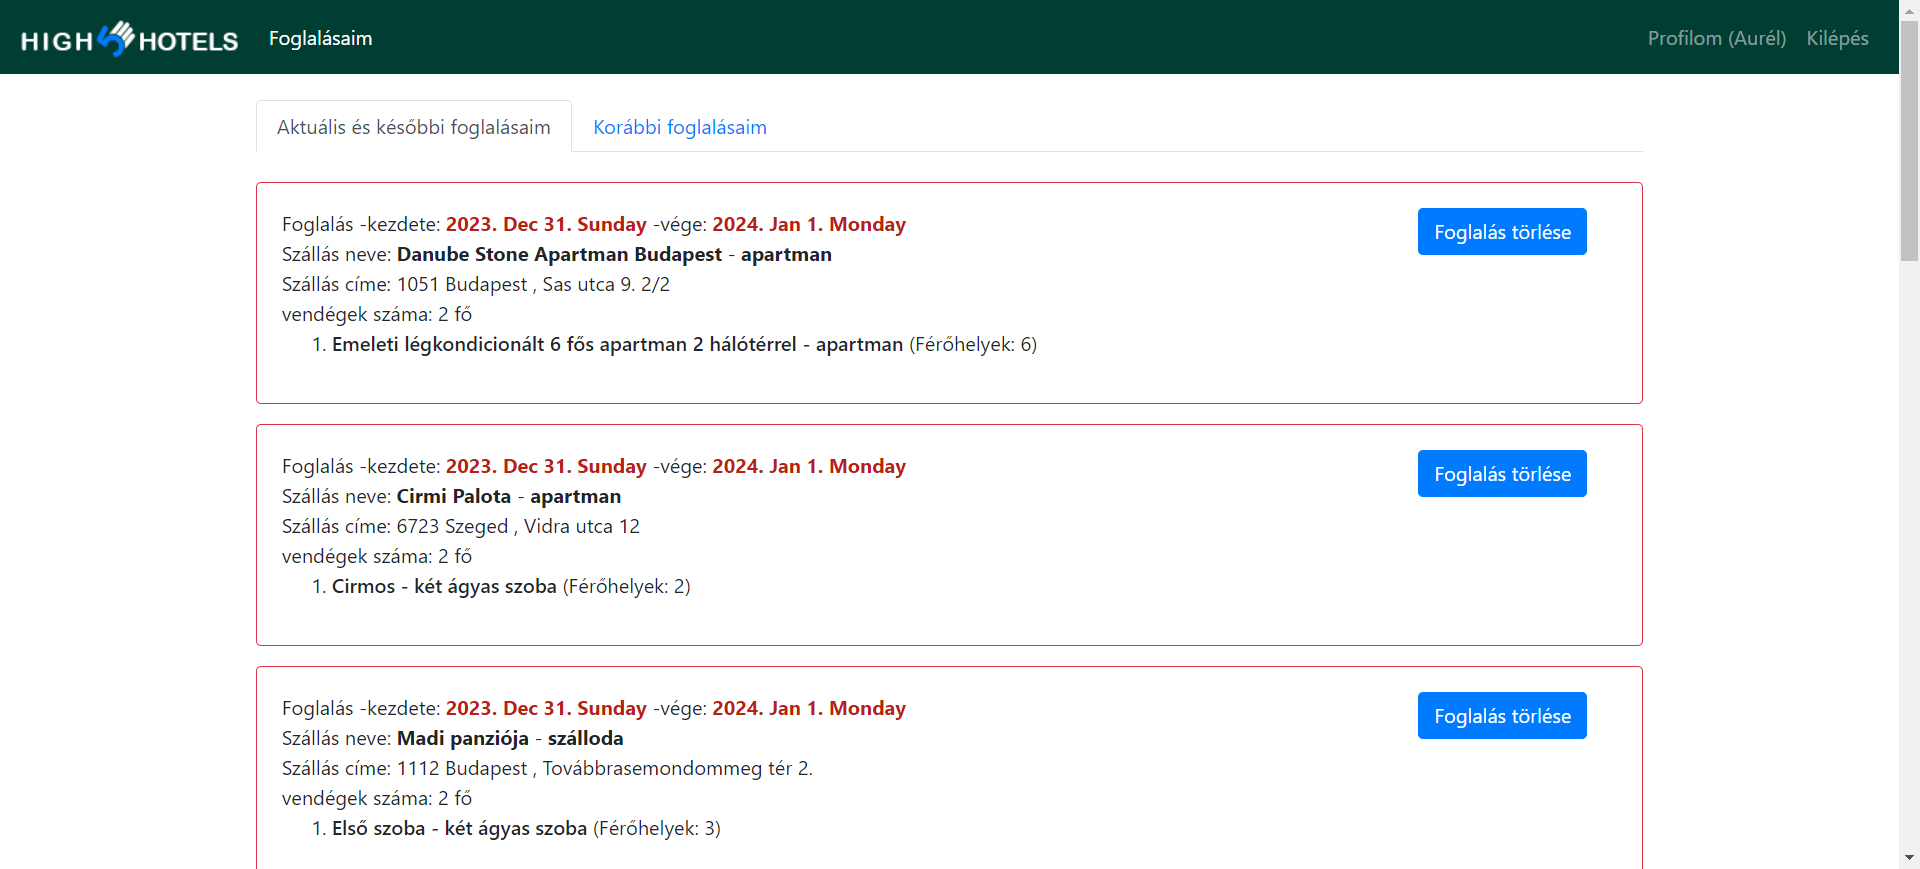 HIGH 5 HOTELS Foglalásaim Profilom (Aurél) Kilépés
Aktuális és későbbi foglalásaim Korábbi foglalásaim
Foglalás -kezdete: 2023. Dec 31. Sunday -vége: 2024. Jan 1. Monday
Foglalás törlése
Szállás neve: Danube Stone Apartman Budapest - apartman
Szállás címe: 1051 Budapest , Sas utca 9. 2/2
vendégek száma: 2 fő
1. Emeleti légkondicionált 6 fős apartman 2 hálótérrel - apartman (Férőhelyek: 6)
Foglalás -kezdete: 2023. Dec 31. Sunday -vége: 2024. Jan 1. Monday
Foglalás törlése
Szállás neve: Cirmi Palota - apartman
Szállás címe: 6723 Szeged , Vidra utca 12
vendégek száma: 2 fő
1. Cirmos - két ágyas szoba (Férőhelyek: 2)
Foglalás -kezdete: 2023. Dec 31. Sunday -vége: 2024. Jan 1. Monday
Foglalás törlése
Szállás neve: Madi panziója - szálloda
Szállás címe: 1112 Budapest , Továbbrasemondommeg tér 2.
vendégek száma: 2 fő
1. Első szoba - két ágyas szoba (Férőhelyek: 3)